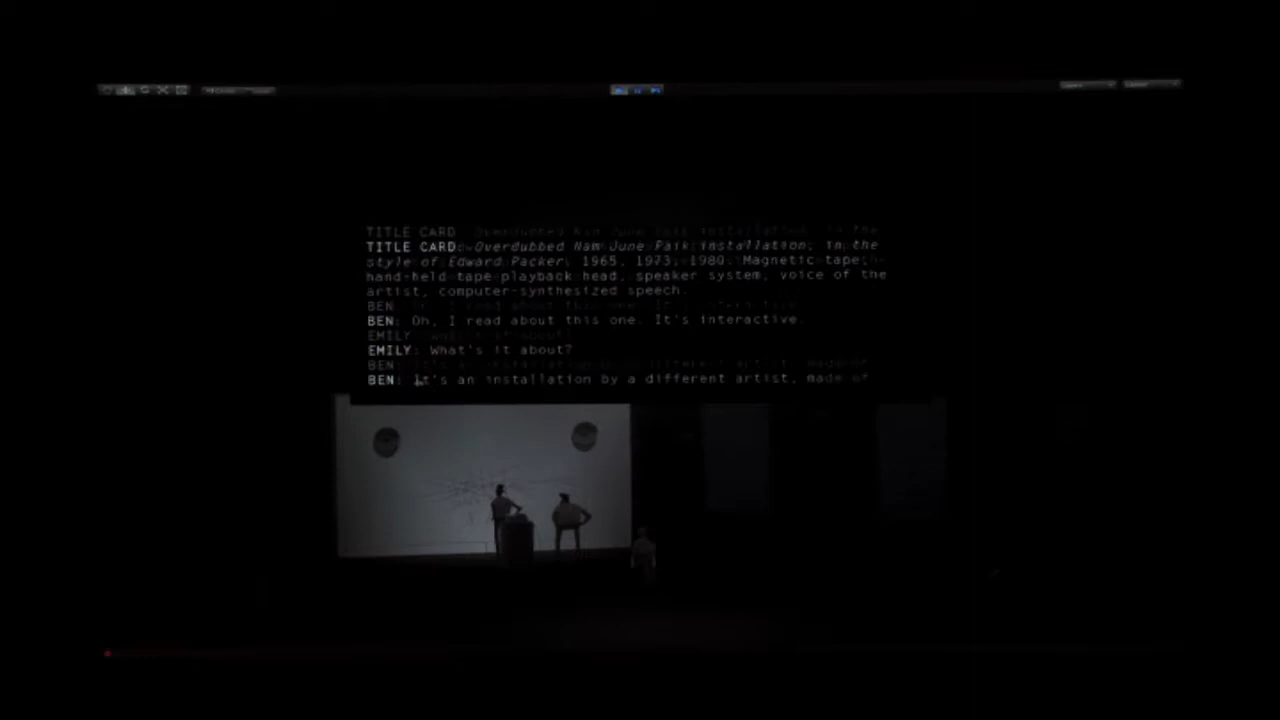 TITLE CARD: Overdubbed Nam June Paik installation, in the
style of Edward Packer. 1965, 1973, 1980. Magnetic tape,
hand-held tape playback head, speaker system, voice of the
artist, computer-synthesized speech.
BEN: Oh, I read about this one. It's interactive.
EMILY: What's it about?
BEN: It's an installation by a different artist, made of